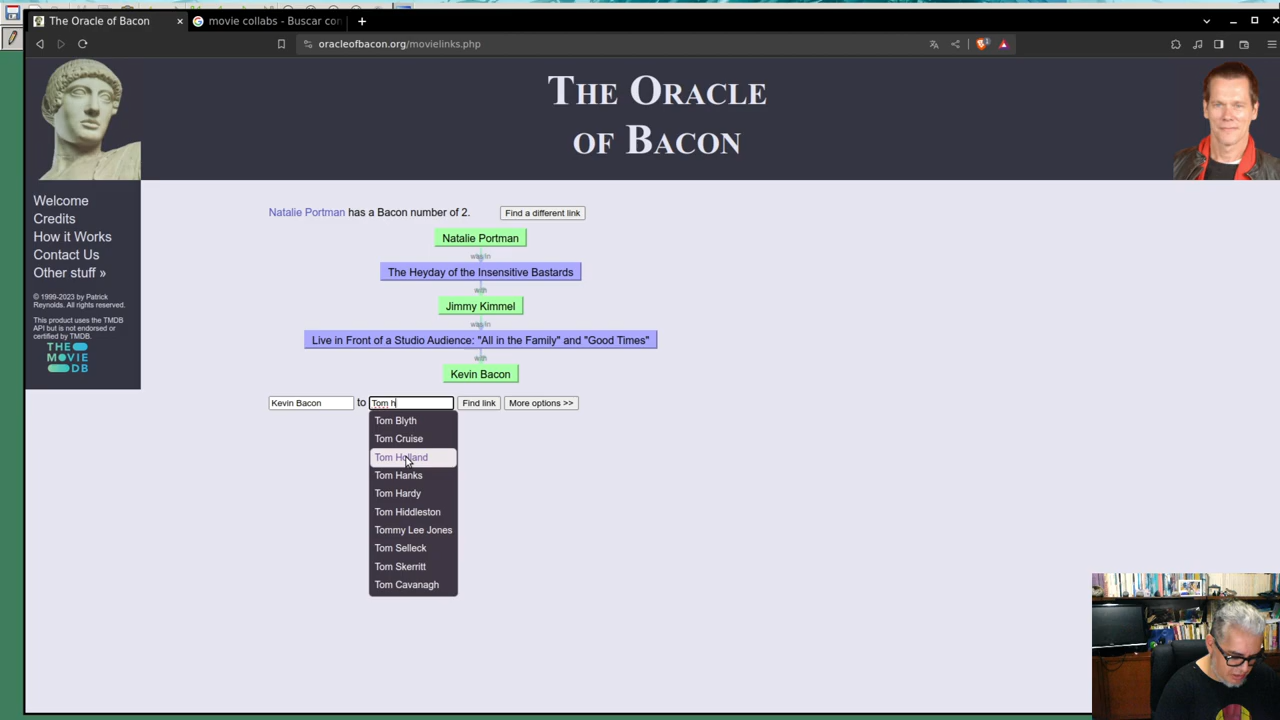 The Oracle of Bacon
movie collabs - Buscar con
oracleofbacon.org/movielinks.php
THE ORACLE
OF BACON
Welcome
Credits
How it Works
Contact Us
Other stuff »
© 1999-2023 by Patrick
Reynolds. All rights reserved.
This product uses the TMDB
API but is not endorsed or
certified by TMDB.
THE
MOVIE
DB
Natalie Portman has a Bacon number of 2.
Find a different link
Natalie Portman
was in
The Heyday of the Insensitive Bastards
with
Jimmy Kimmel
was in
Live in Front of a Studio Audience: "All in the Family" and "Good Times"
with
Kevin Bacon
Kevin Bacon to Tom h Find link More options >>
Tom Blyth
Tom Cruise
Tom Holland
Tom Hanks
Tom Hardy
Tom Hiddleston
Tommy Lee Jones
Tom Selleck
Tom Skerritt
Tom Cavanagh